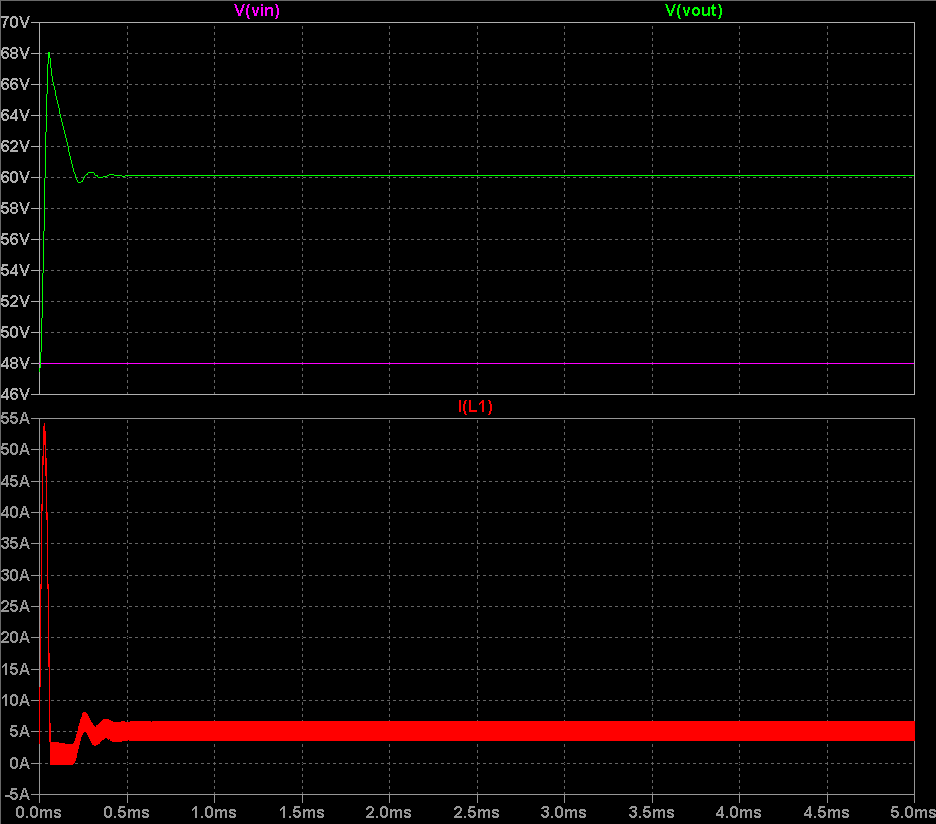 V(vin) V(vout)
70V
68V
66V
64V
62V
60V
58V
56V
54V
52V
50V
48V
46V
I(L1)
55A
50A
45A
40A
35A
30A
25A
20A
15A
10A
5A
0A
-5A
0.0ms 0.5ms 1.0ms 1.5ms 2.0ms 2.5ms 3.0ms 3.5ms 4.0ms 4.5ms 5.0ms